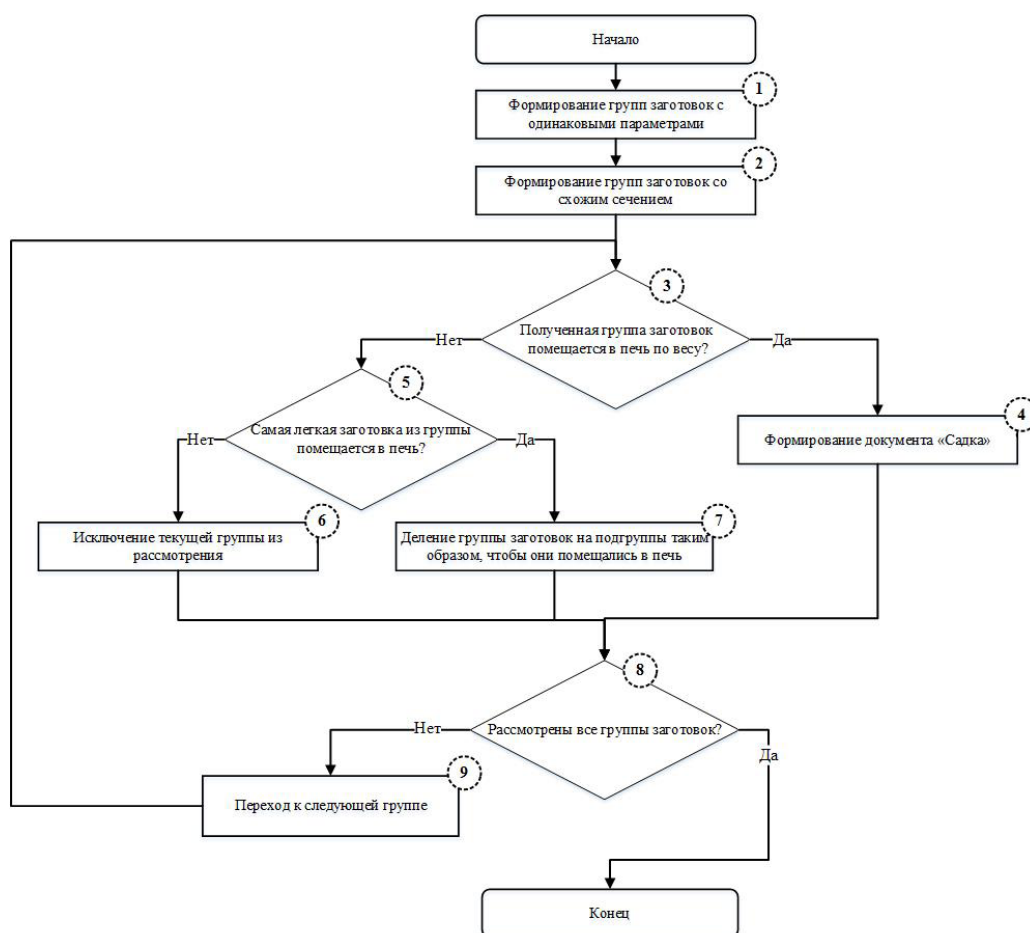 Начало
1
Формирование групп заготовок с
одинаковыми параметрами
2
Формирование групп заготовок со
схожим сечением
3
Полученная группа заготовок
помещается в печь по весу?
Нет
Да
5
Самая легкая заготовка из группы
помещается в печь?
Нет
Да
4
Формирование документа «Садка»
6
Исключение текущей группы из
рассмотрения
7
Деление группы заготовок на подгруппы таким
образом, чтобы они помещались в печь
8
Рассмотрены все группы заготовок?
Нет
Да
9
Переход к следующей группе
Конец